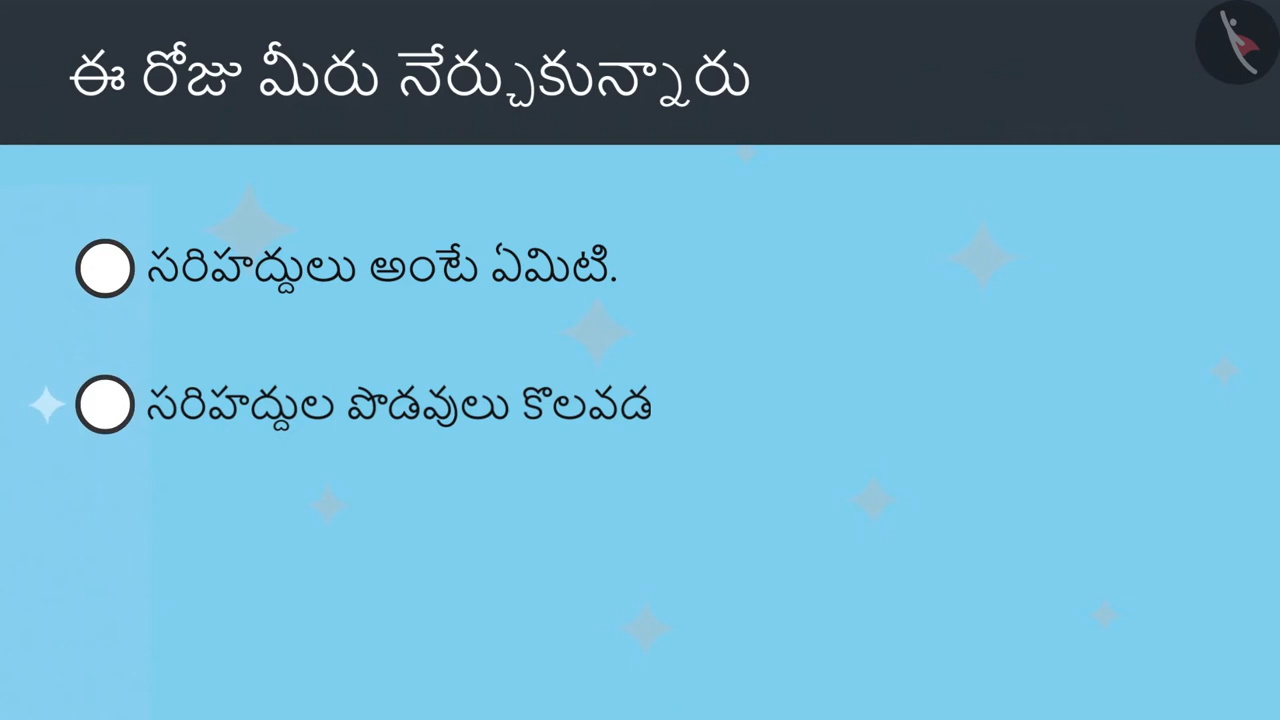 ఈ రోజు మీరు నేర్చుకున్నారు
సరిహద్దులు అంటే ఏమిటి.
సరిహద్దుల పొడవులు కొలవడ